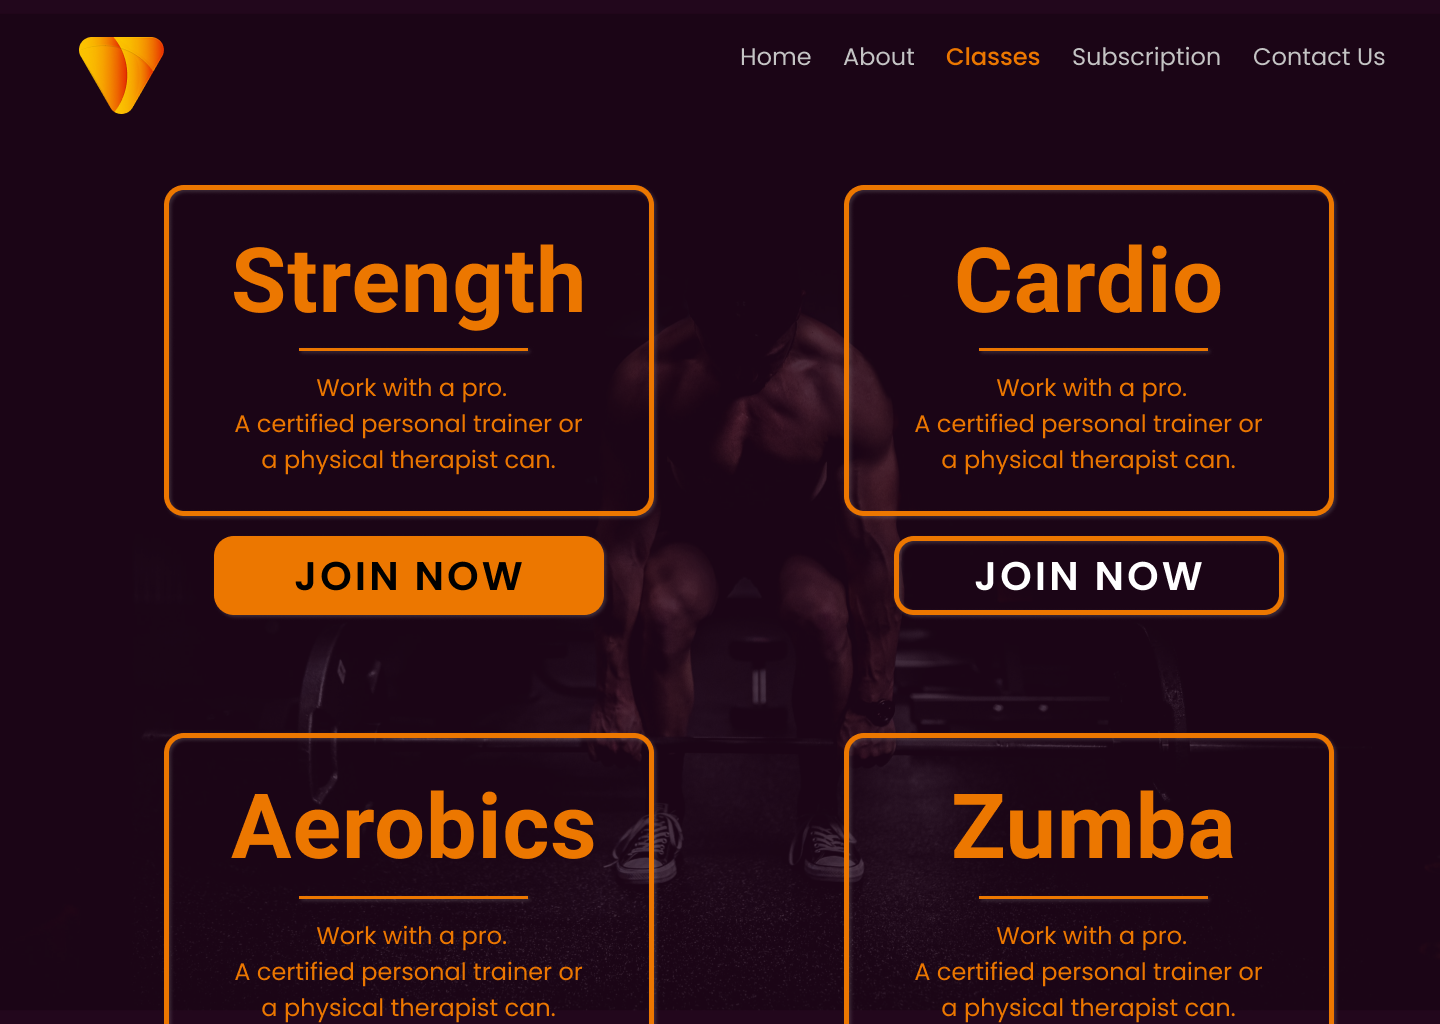 Home About Classes Subscription Contact Us
Strength
Work with a pro.
A certified personal trainer or
a physical therapist can.
JOIN NOW
Cardio
Work with a pro.
A certified personal trainer or
a physical therapist can.
JOIN NOW
Aerobics
Work with a pro.
A certified personal trainer or
a physical therapist can.
Zumba
Work with a pro.
A certified personal trainer or
a physical therapist can.